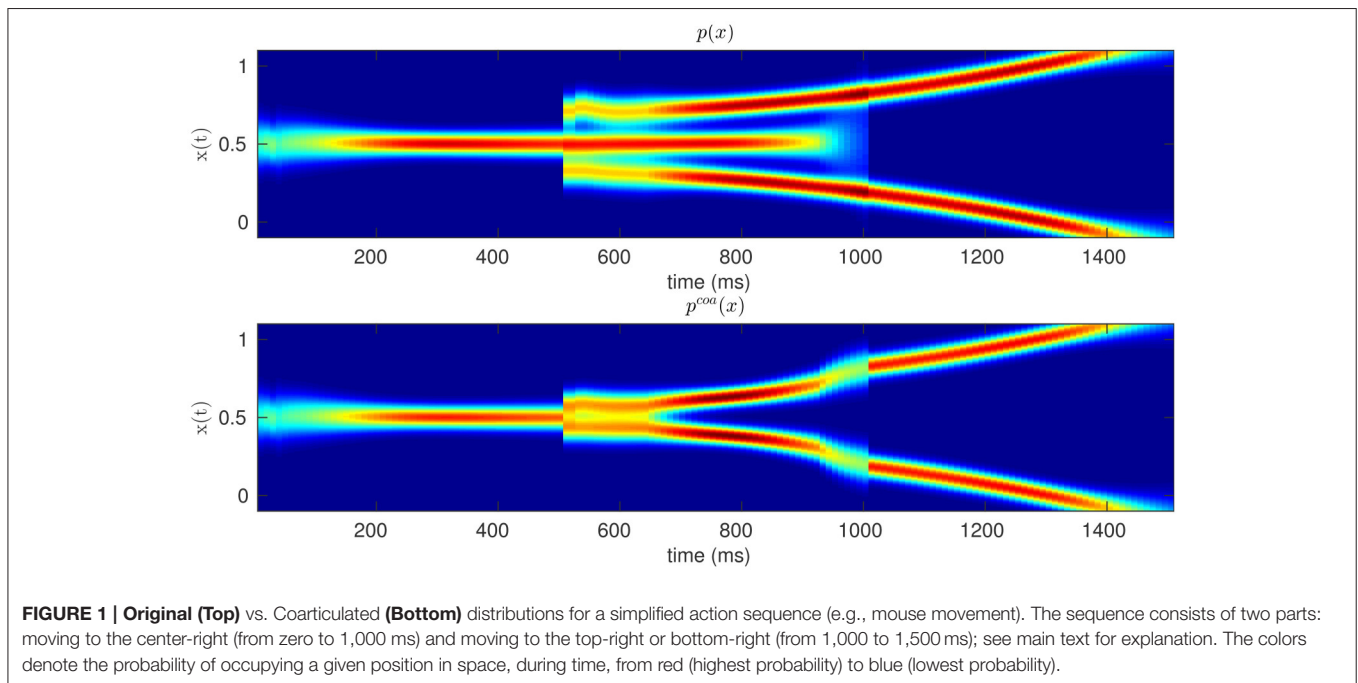 p(x)
1
0.5
0
x(t)
200 400 600 800 1000 1200 1400
time (ms)
p^{coa}(x)
1
0.5
0
x(t)
200 400 600 800 1000 1200 1400
time (ms)
FIGURE 1 | Original (Top) vs. Coarticulated (Bottom) distributions for a simplified action sequence (e.g., mouse movement). The sequence consists of two parts:
moving to the center-right (from zero to 1,000 ms) and moving to the top-right or bottom-right (from 1,000 to 1,500 ms); see main text for explanation. The colors
denote the probability of occupying a given position in space, during time, from red (highest probability) to blue (lowest probability).